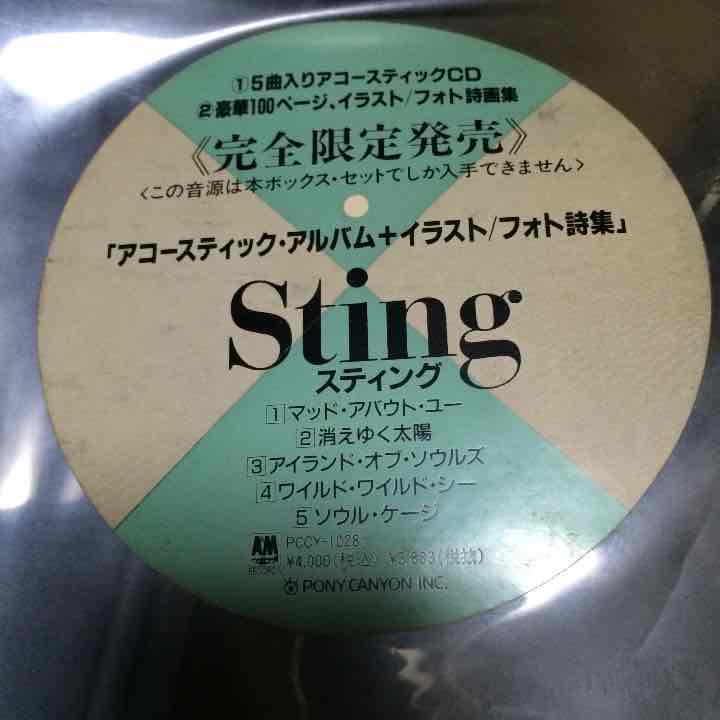 ①5曲入りアコースティックCD
②豪華100ページ、イラスト/フォト詩画集
《完全限定発売》
<この音源は本ボックス・セットでしか入手できません>
「アコースティック・アルバム+イラスト/フォト詩集」
Sting
スティング
1 マッド・アバウト・ユー
2 消えゆく太陽
3 アイランド・オブ・ソウルズ
4 ワイルド・ワイルド・シー
5 ソウル・ケージ
AM RECORDS
PCCY-1028
¥4,000(税込) ¥3,883(税抜)
PONY CANYON INC.